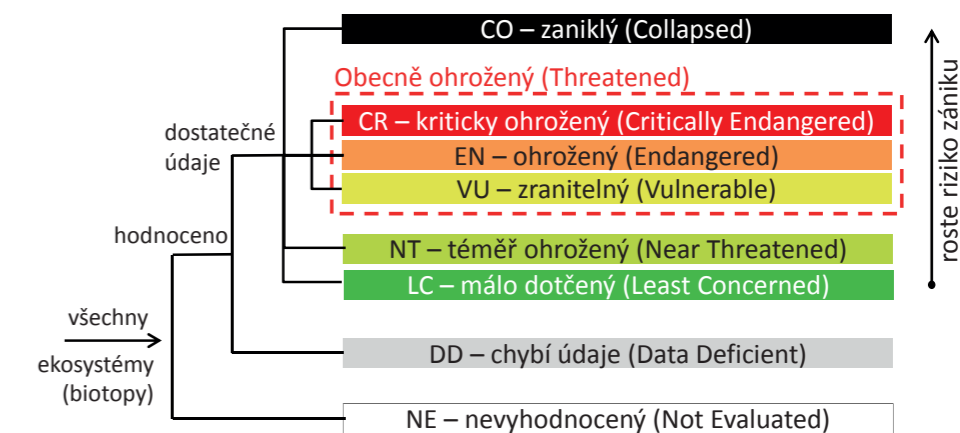 CO – zaniklý (Collapsed)
Obecně ohrožený (Threatened)
CR – kriticky ohrožený (Critically Endangered)
dostatečné
údaje
EN – ohrožený (Endangered)
VU – zranitelný (Vulnerable)
hodnoceno
NT – téměř ohrožený (Near Threatened)
LC – málo dotčený (Least Concerned)
roste riziko zániku
všechny
ekosystémy
(biotopy)
DD – chybí údaje (Data Deficient)
NE – nevyhodnocený (Not Evaluated)